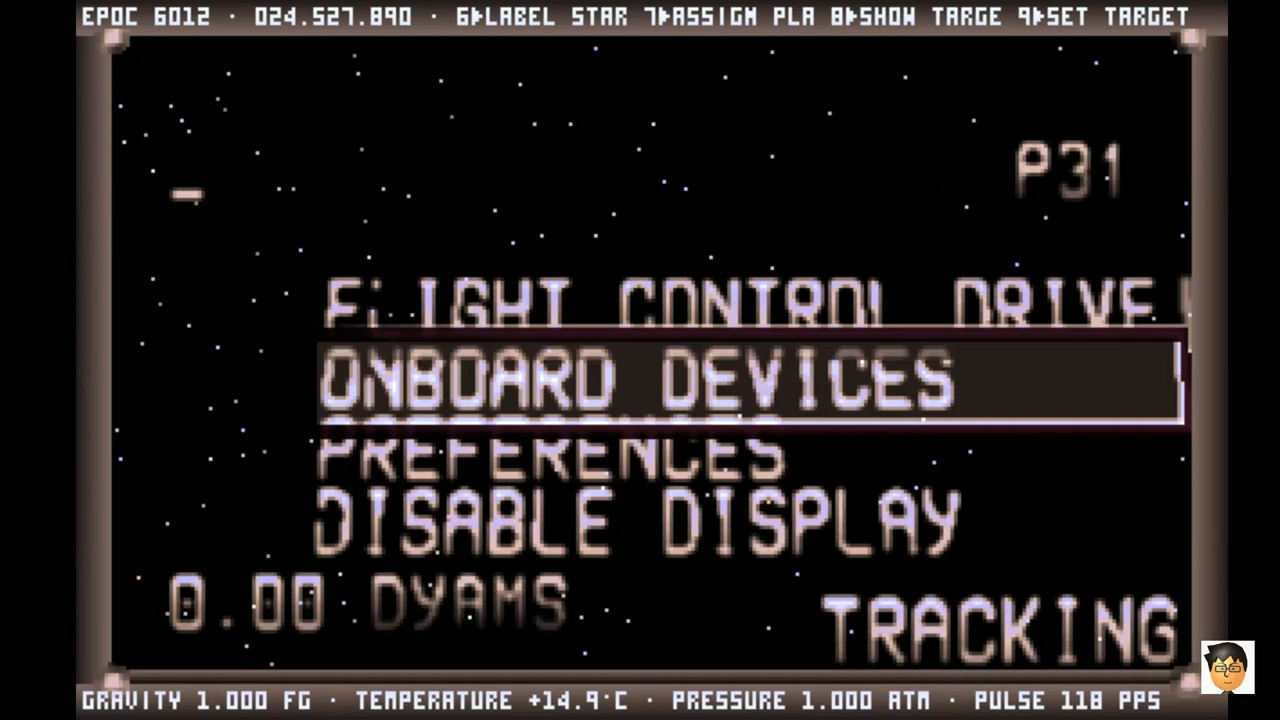 EPOC 6012 · 024.527.890 · 6▸LABEL STAR 7▸ASSIGN PLA 8▸SHOW TARGE 9▸SET TARGET
P31
FLIGHT CONTROL DRIVE
ONBOARD DEVICES
PREFERENCES
DISABLE DISPLAY
0.00 DYAMS
TRACKING
GRAVITY 1.000 FG · TEMPERATURE +14.9°C · PRESSURE 1.000 ATM · PULSE 118 PPS